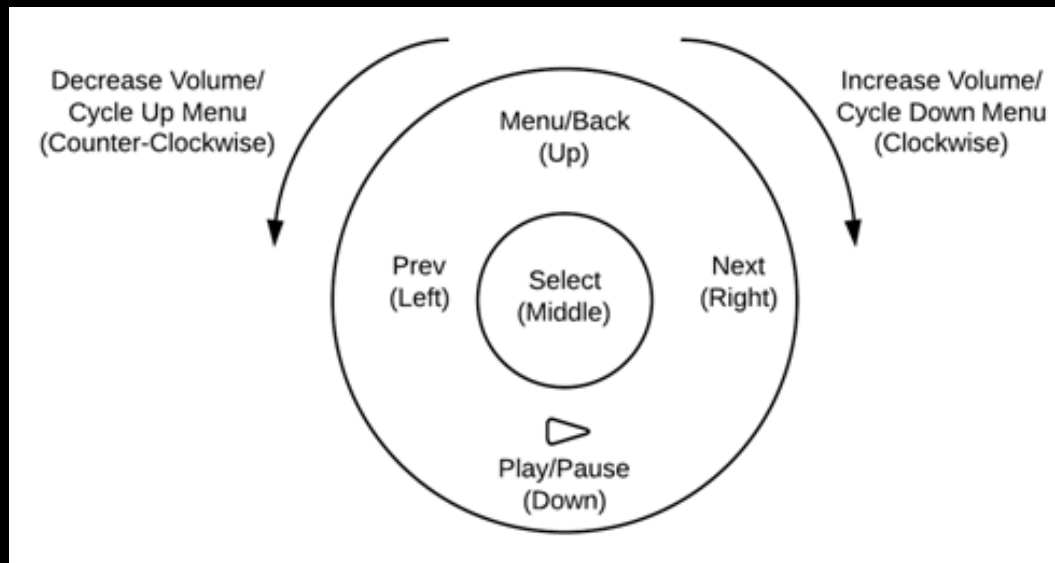 Decrease Volume/
Cycle Up Menu
(Counter-Clockwise)
Increase Volume/
Cycle Down Menu
(Clockwise)
Menu/Back
(Up)
Prev
(Left)
Select
(Middle)
Next
(Right)
Play/Pause
(Down)